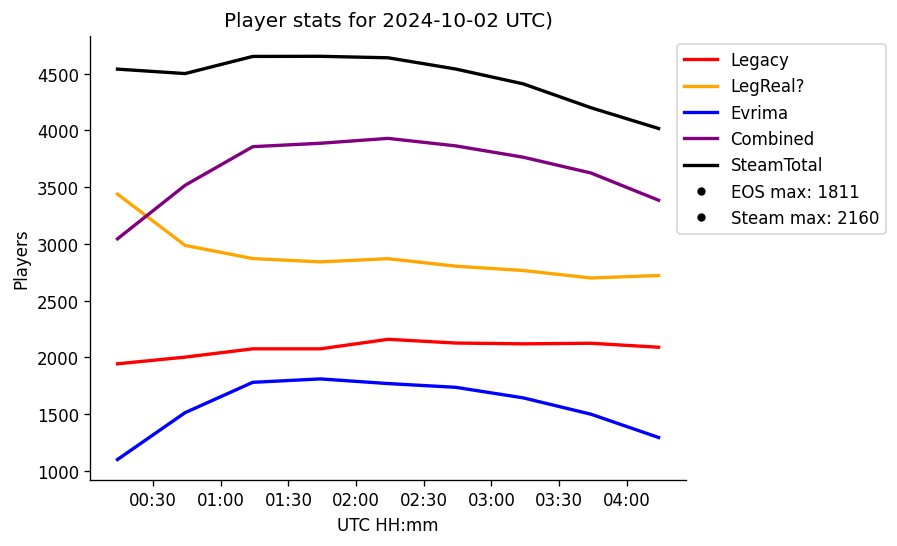 Player stats for 2024-10-02 UTC)
Players
4500
4000
3500
3000
2500
2000
1500
1000
00:30 01:00 01:30 02:00 02:30 03:00 03:30 04:00
UTC HH:mm
Legacy
LegReal?
Evrima
Combined
SteamTotal
EOS max: 1811
Steam max: 2160